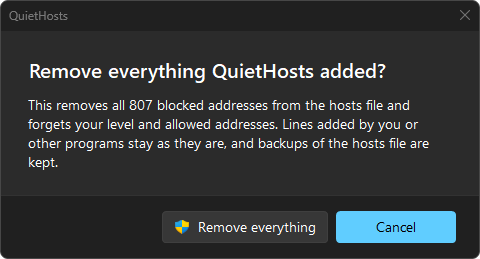 QuietHosts
Remove everything QuietHosts added?
This removes all 807 blocked addresses from the hosts file and
forgets your level and allowed addresses. Lines added by you or
other programs stay as they are, and backups of the hosts file are
kept.
Remove everything
Cancel